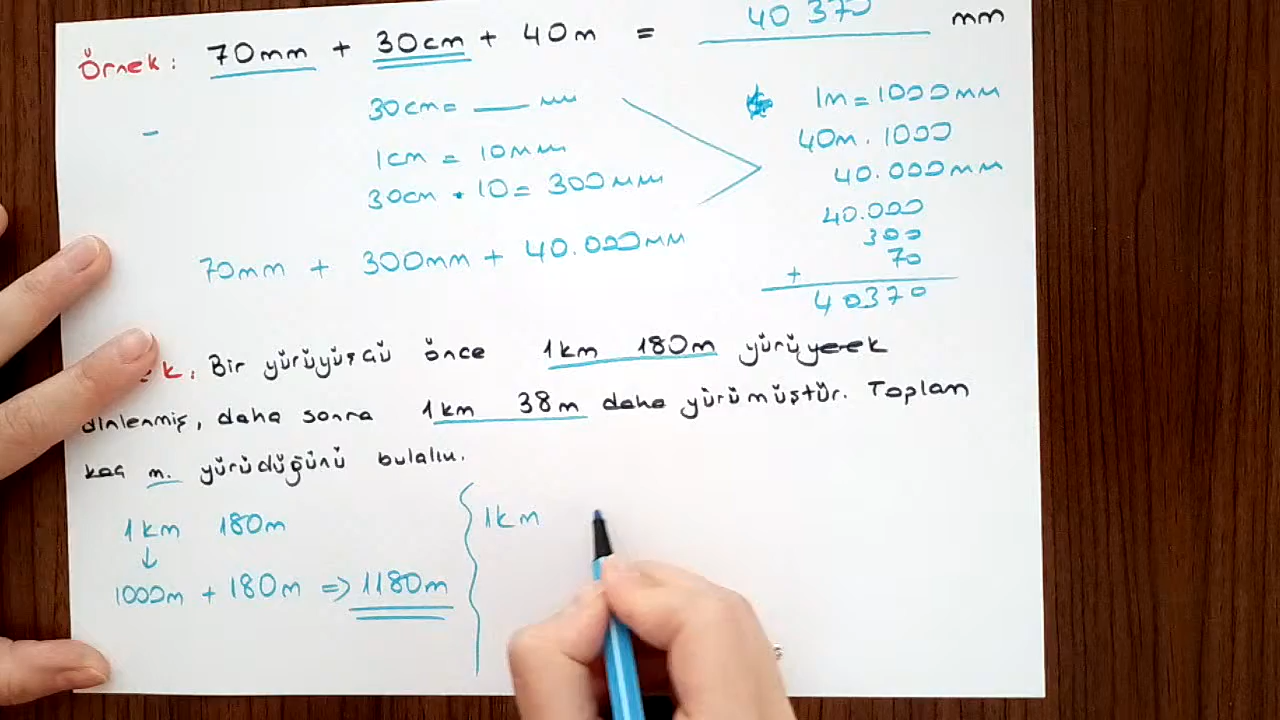 Örnek: 70mm + 30cm + 40m = 40 370 mm
30cm = ___ mm
1cm = 10mm
30cm . 10 = 300mm
70mm + 300mm + 40.000mm
1m = 1000mm
40m . 1000
40.000mm
40.000
300
70
+
40370
ek: Bir yürüyüşçü önce 1km 180m yürüyerek
dinlenmiş, daha sonra 1km 38m daha yürümüştür. Toplam
kaç m. yürüdüğünü bulalım.
1km 180m
↓
1000m + 180m => 1180m
1km